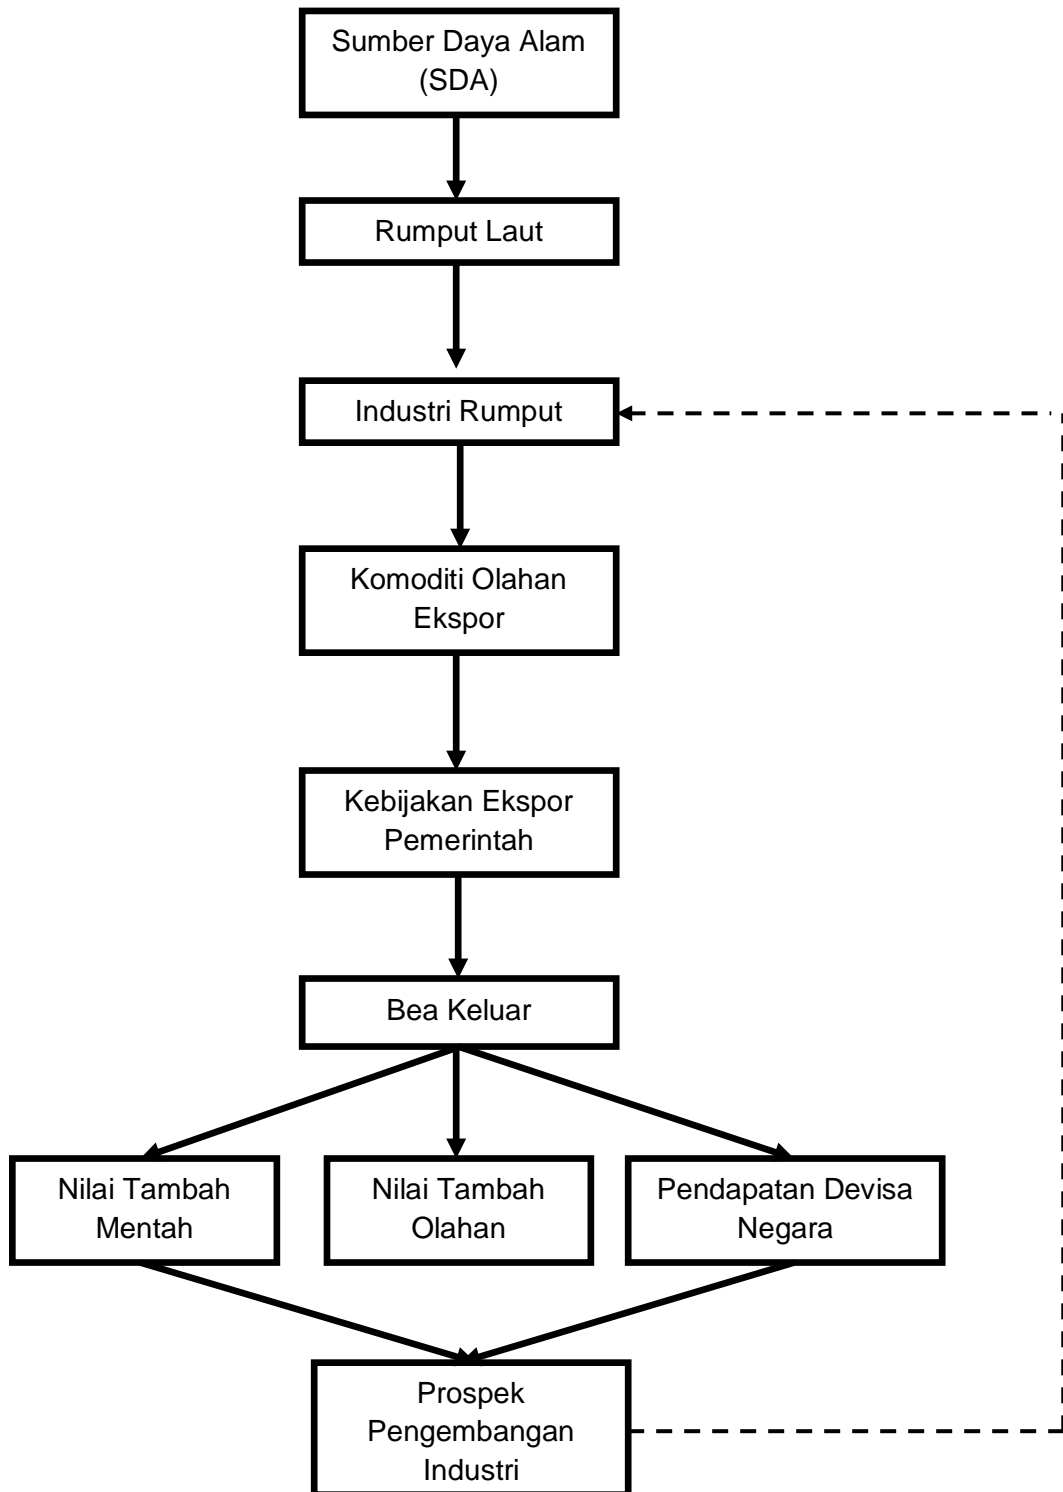 Sumber Daya Alam
(SDA)
Rumput Laut
Industri Rumput
Komoditi Olahan
Ekspor
Kebijakan Ekspor
Pemerintah
Bea Keluar
Nilai Tambah
Mentah
Nilai Tambah
Olahan
Pendapatan Devisa
Negara
Prospek
Pengembangan
Industri